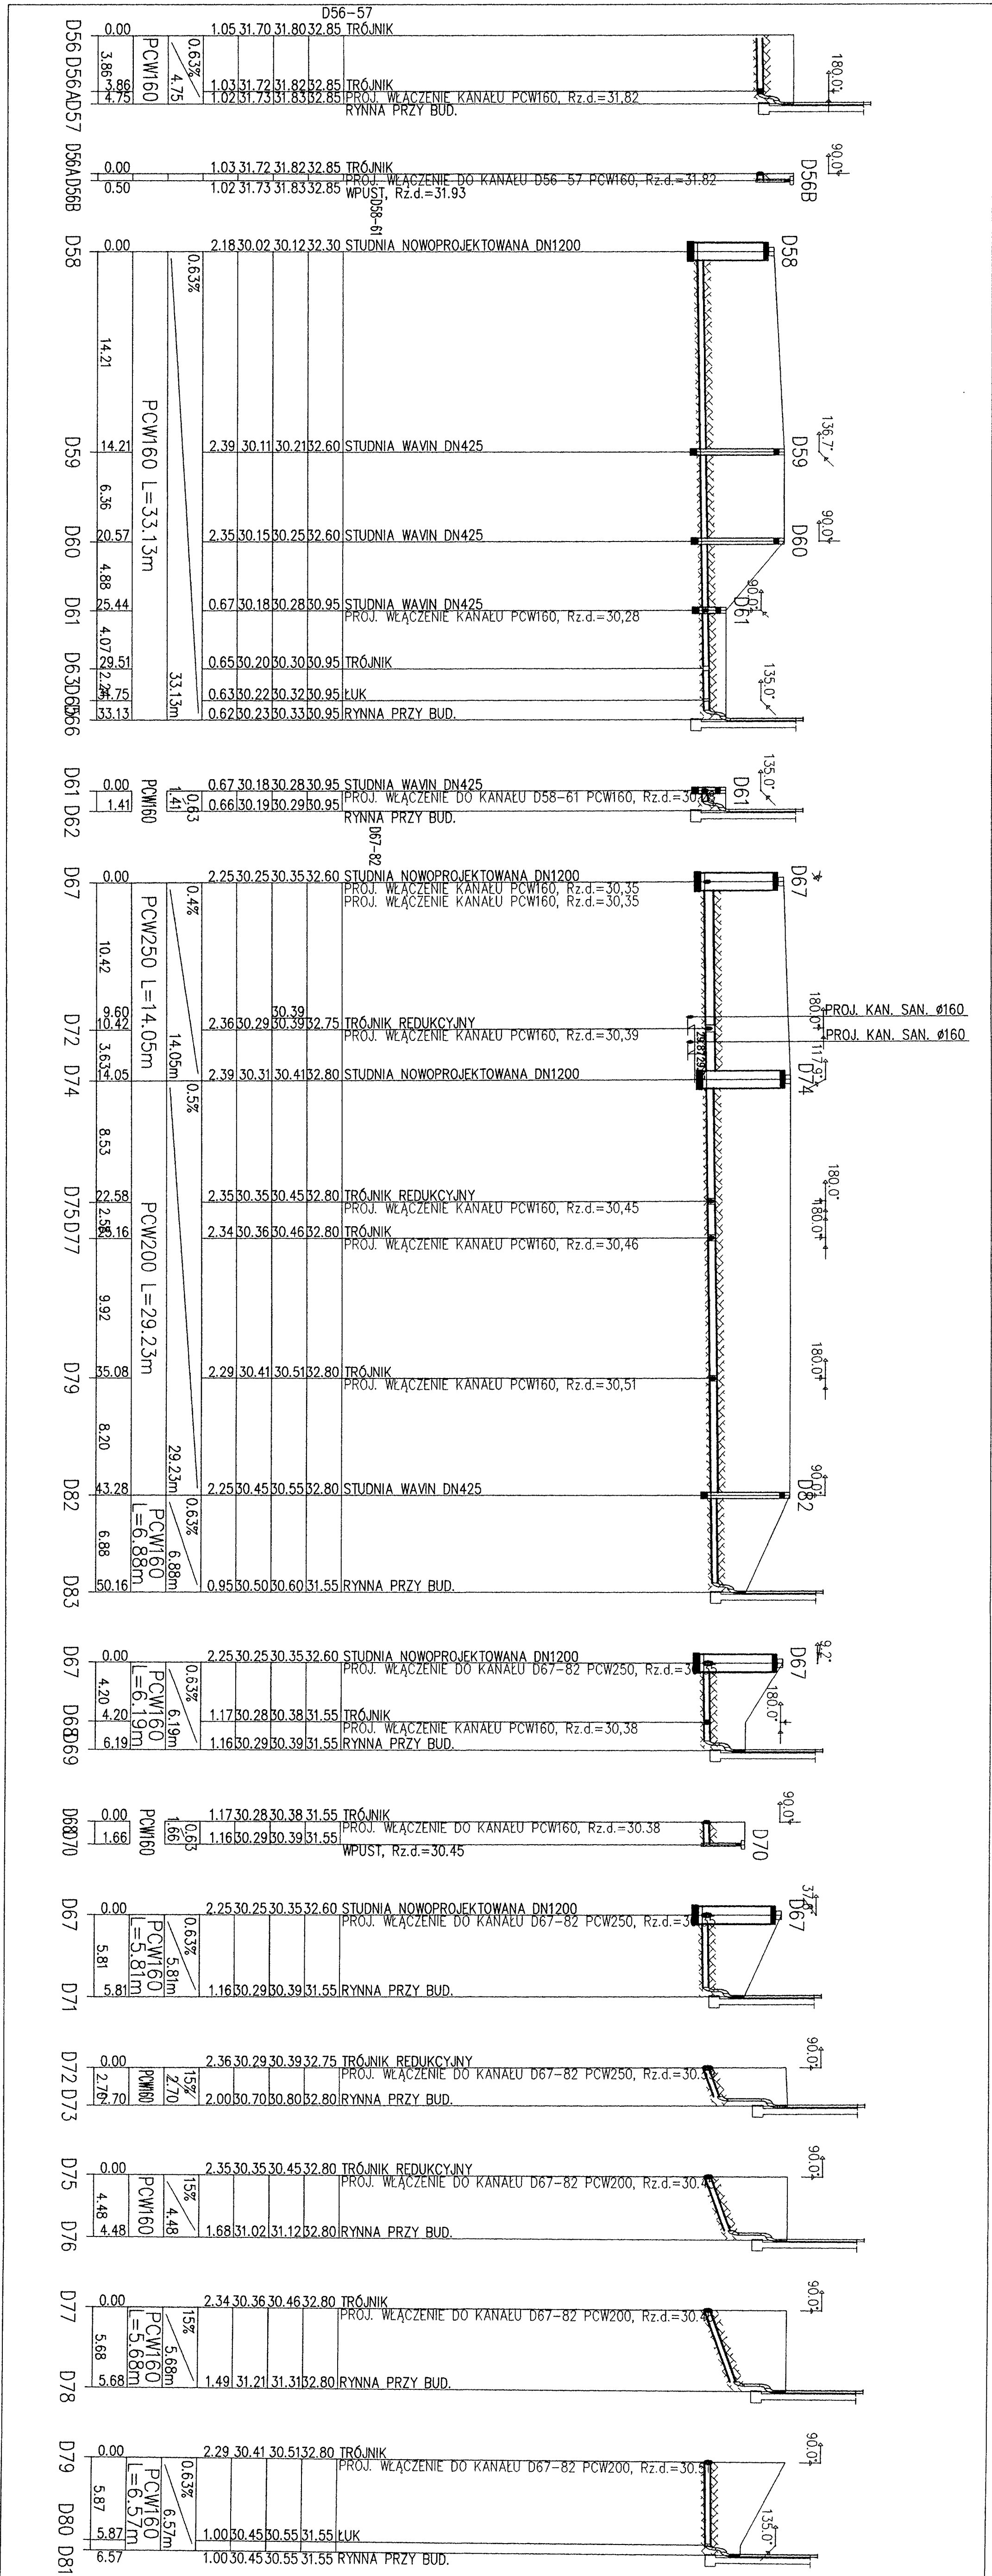 D56-57
D56 0.00 1.05 31.70 31.80 32.85 TRÓJNIK
3.86 PCW160 0.63% 4.75 180.0°
D56A 3.86 1.03 31.72 31.82 32.85 TRÓJNIK
PROJ. WŁĄCZENIE KANAŁU PCW160, Rz.d.=31,82
D57 4.75 1.02 31.73 31.83 32.85
RYNNA PRZY BUD.
D56A 0.00 1.03 31.72 31.82 32.85 TRÓJNIK 90.0°
PROJ. WŁĄCZENIE DO KANAŁU D56-57 PCW160, Rz.d.=31.82
D56B 0.50 1.02 31.73 31.83 32.85 WPUST, Rz.d.=31.93 D56B
D58-61
D58 0.00 2.18 30.02 30.12 32.30 STUDNIA NOWOPROJEKTOWANA DN1200 D58
0.63%
14.21
PCW160 L=33.13m
D59 14.21 2.39 30.11 30.21 32.60 STUDNIA WAVIN DN425 D59 136.7°
6.36
D60 20.57 2.35 30.15 30.25 32.60 STUDNIA WAVIN DN425 D60 90.0°
4.88
D61 25.44 0.67 30.18 30.28 30.95 STUDNIA WAVIN DN425 D61 90.0°
PROJ. WŁĄCZENIE KANAŁU PCW160, Rz.d.=30,28
4.07
D63 29.51 0.65 30.20 30.30 30.95 TRÓJNIK
33.13m
0.63 30.22 30.32 30.95 ŁUK 135.0°
33.13 0.62 30.23 30.33 30.95 RYNNA PRZY BUD.
D61 0.00 0.67 30.18 30.28 30.95 STUDNIA WAVIN DN425 D61 135.0°
PCW160 0.63 1.41
PROJ. WŁĄCZENIE DO KANAŁU D58-61 PCW160,
D62 1.41 0.66 30.19 30.29 30.95
RYNNA PRZY BUD.
D67-82
D67 0.00 2.25 30.25 30.35 32.60 STUDNIA NOWOPROJEKTOWANA DN1200 D67
PROJ. WŁĄCZENIE KANAŁU PCW160, Rz.d.=30,35
PROJ. WŁĄCZENIE KANAŁU PCW160, Rz.d.=30,35
0.4%
10.42 PCW250 L=14.05m
9.60 30.39 PROJ. KAN. SAN. ø160
D72 10.42 2.36 30.29 30.39 32.75 TRÓJNIK REDUKCYJNY 180.0°
PROJ. WŁĄCZENIE KANAŁU PCW160, Rz.d.=30,39 PROJ. KAN. SAN. ø160
3.63 14.05m
D74 14.05 2.39 30.31 30.41 32.80 STUDNIA NOWOPROJEKTOWANA DN1200 D74 117.9°
0.5%
8.53
D75 22.58 2.35 30.35 30.45 32.80 TRÓJNIK REDUKCYJNY 180.0°
PROJ. WŁĄCZENIE KANAŁU PCW160, Rz.d.=30,45
PCW200 L=29.23m
D77 25.16 2.34 30.36 30.46 32.80 TRÓJNIK 180.0°
PROJ. WŁĄCZENIE KANAŁU PCW160, Rz.d.=30,46
9.92
D79 35.08 2.29 30.41 30.51 32.80 TRÓJNIK 180.0°
PROJ. WŁĄCZENIE KANAŁU PCW160, Rz.d.=30,51
8.20 29.23m
D82 43.28 2.25 30.45 30.55 32.80 STUDNIA WAVIN DN425 D82 90.0°
6.88 PCW160 L=6.88m 0.63% 6.88m
D83 50.16 0.95 30.50 30.60 31.55 RYNNA PRZY BUD.
D67 0.00 2.25 30.25 30.35 32.60 STUDNIA NOWOPROJEKTOWANA DN1200 D67 9.2°
PROJ. WŁĄCZENIE DO KANAŁU D67-82 PCW250,
4.20 PCW160 L=6.19m 0.63% 6.19m
D68 4.20 1.17 30.28 30.38 31.55 TRÓJNIK 180.0°
PROJ. WŁĄCZENIE KANAŁU PCW160, Rz.d.=30,38
D69 6.19 1.16 30.29 30.39 31.55 RYNNA PRZY BUD.
D68 0.00 1.17 30.28 30.38 31.55 TRÓJNIK 90.0°
PCW160 0.63 1.66
PROJ. WŁĄCZENIE DO KANAŁU PCW160, Rz.d.=30.38
D70 1.66 1.16 30.29 30.39 31.55 D70
WPUST, Rz.d.=30.45
D67 0.00 2.25 30.25 30.35 32.60 STUDNIA NOWOPROJEKTOWANA DN1200 D67
PROJ. WŁĄCZENIE DO KANAŁU D67-82 PCW250,
5.81 PCW160 L=5.81m 0.63% 5.81m
D71 5.81 1.16 30.29 30.39 31.55 RYNNA PRZY BUD.
D72 0.00 2.36 30.29 30.39 32.75 TRÓJNIK REDUKCYJNY 90.0°
PROJ. WŁĄCZENIE DO KANAŁU D67-82 PCW250,
2.70 PCW160 15% 2.70
D73 2.70 2.00 30.70 30.80 32.80 RYNNA PRZY BUD.
D75 0.00 2.35 30.35 30.45 32.80 TRÓJNIK REDUKCYJNY 90.0°
PROJ. WŁĄCZENIE DO KANAŁU D67-82 PCW200,
4.48 PCW160 15% 4.48
D76 4.48 1.68 31.02 31.12 32.80 RYNNA PRZY BUD.
D77 0.00 2.34 30.36 30.46 32.80 TRÓJNIK 90.0°
PROJ. WŁĄCZENIE DO KANAŁU D67-82 PCW200,
5.68 PCW160 L=5.68m 15% 5.68m
D78 5.68 1.49 31.21 31.31 32.80 RYNNA PRZY BUD.
D79 0.00 2.29 30.41 30.51 32.80 TRÓJNIK 90.0°
PROJ. WŁĄCZENIE DO KANAŁU D67-82 PCW200,
5.87 PCW160 L=6.57m 0.63% 6.57m
D80 5.87 1.00 30.45 30.55 31.55 ŁUK 135.0°
D81 6.57 1.00 30.45 30.55 31.55 RYNNA PRZY BUD.